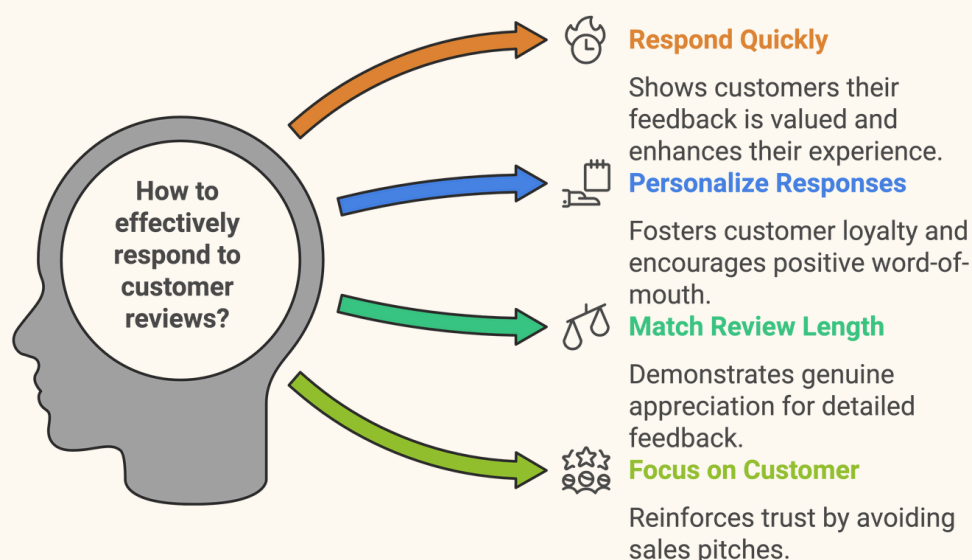 How to
effectively
respond to
customer
reviews?
Respond Quickly
Shows customers their
feedback is valued and
enhances their experience.
Personalize Responses
Fosters customer loyalty and
encourages positive word-of-
mouth.
Match Review Length
Demonstrates genuine
appreciation for detailed
feedback.
Focus on Customer
Reinforces trust by avoiding
sales pitches.